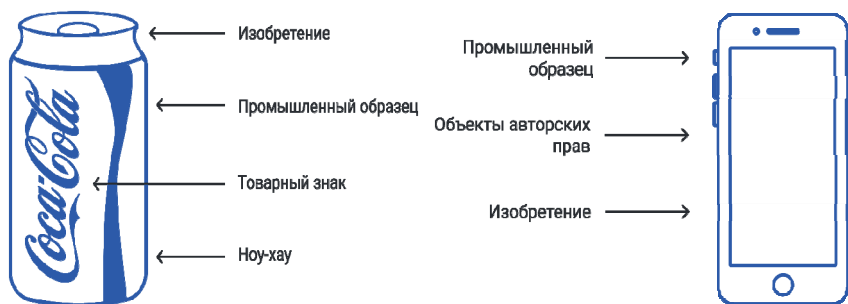 Изобретение
Промышленный образец
Товарный знак
Ноу-хау
Coca-Cola
Промышленный
образец
Объекты авторских
прав
Изобретение